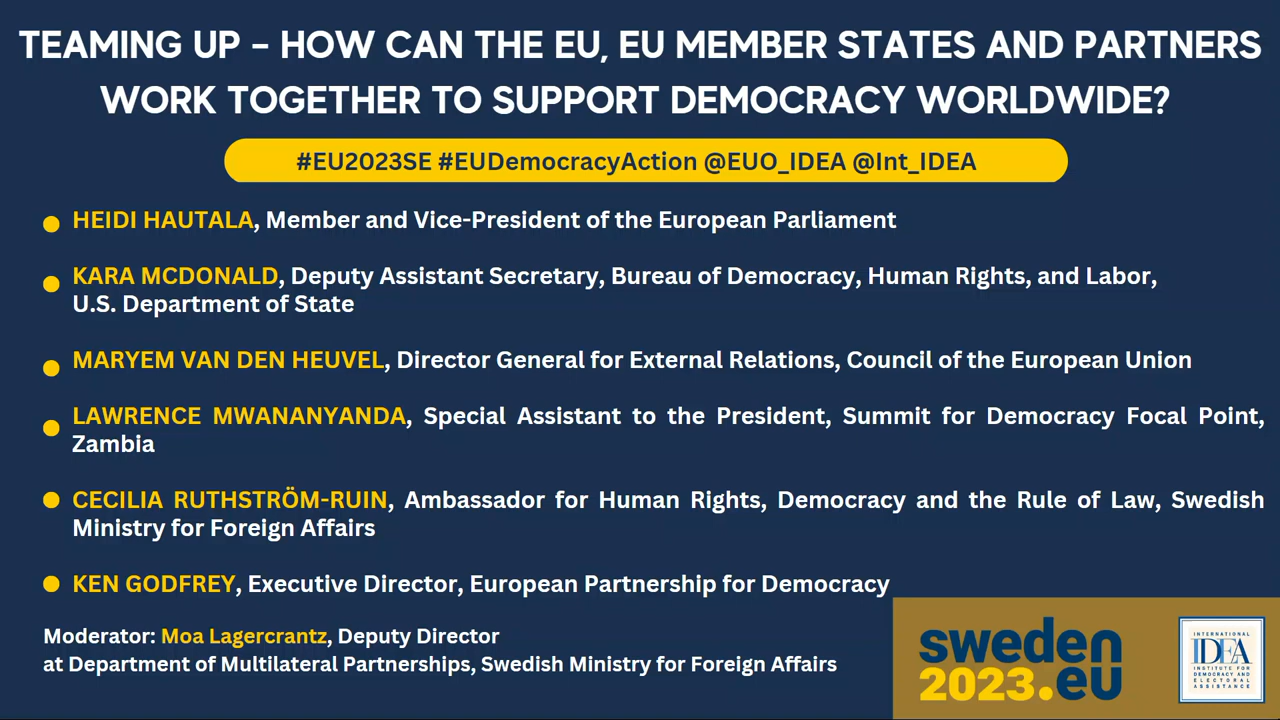 TEAMING UP – HOW CAN THE EU, EU MEMBER STATES AND PARTNERS
WORK TOGETHER TO SUPPORT DEMOCRACY WORLDWIDE?
#EU2023SE #EUDemocracyAction @EUO_IDEA @Int_IDEA
HEIDI HAUTALA, Member and Vice-President of the European Parliament
KARA MCDONALD, Deputy Assistant Secretary, Bureau of Democracy, Human Rights, and Labor,
U.S. Department of State
MARYEM VAN DEN HEUVEL, Director General for External Relations, Council of the European Union
LAWRENCE MWANANYANDA, Special Assistant to the President, Summit for Democracy Focal Point,
Zambia
CECILIA RUTHSTRÖM-RUIN, Ambassador for Human Rights, Democracy and the Rule of Law, Swedish
Ministry for Foreign Affairs
KEN GODFREY, Executive Director, European Partnership for Democracy
Moderator: Moa Lagercrantz, Deputy Director
at Department of Multilateral Partnerships, Swedish Ministry for Foreign Affairs
sweden
2023.eu
INTERNATIONAL
IDEA
INSTITUTE FOR
DEMOCRACY AND
ELECTORAL
ASSISTANCE